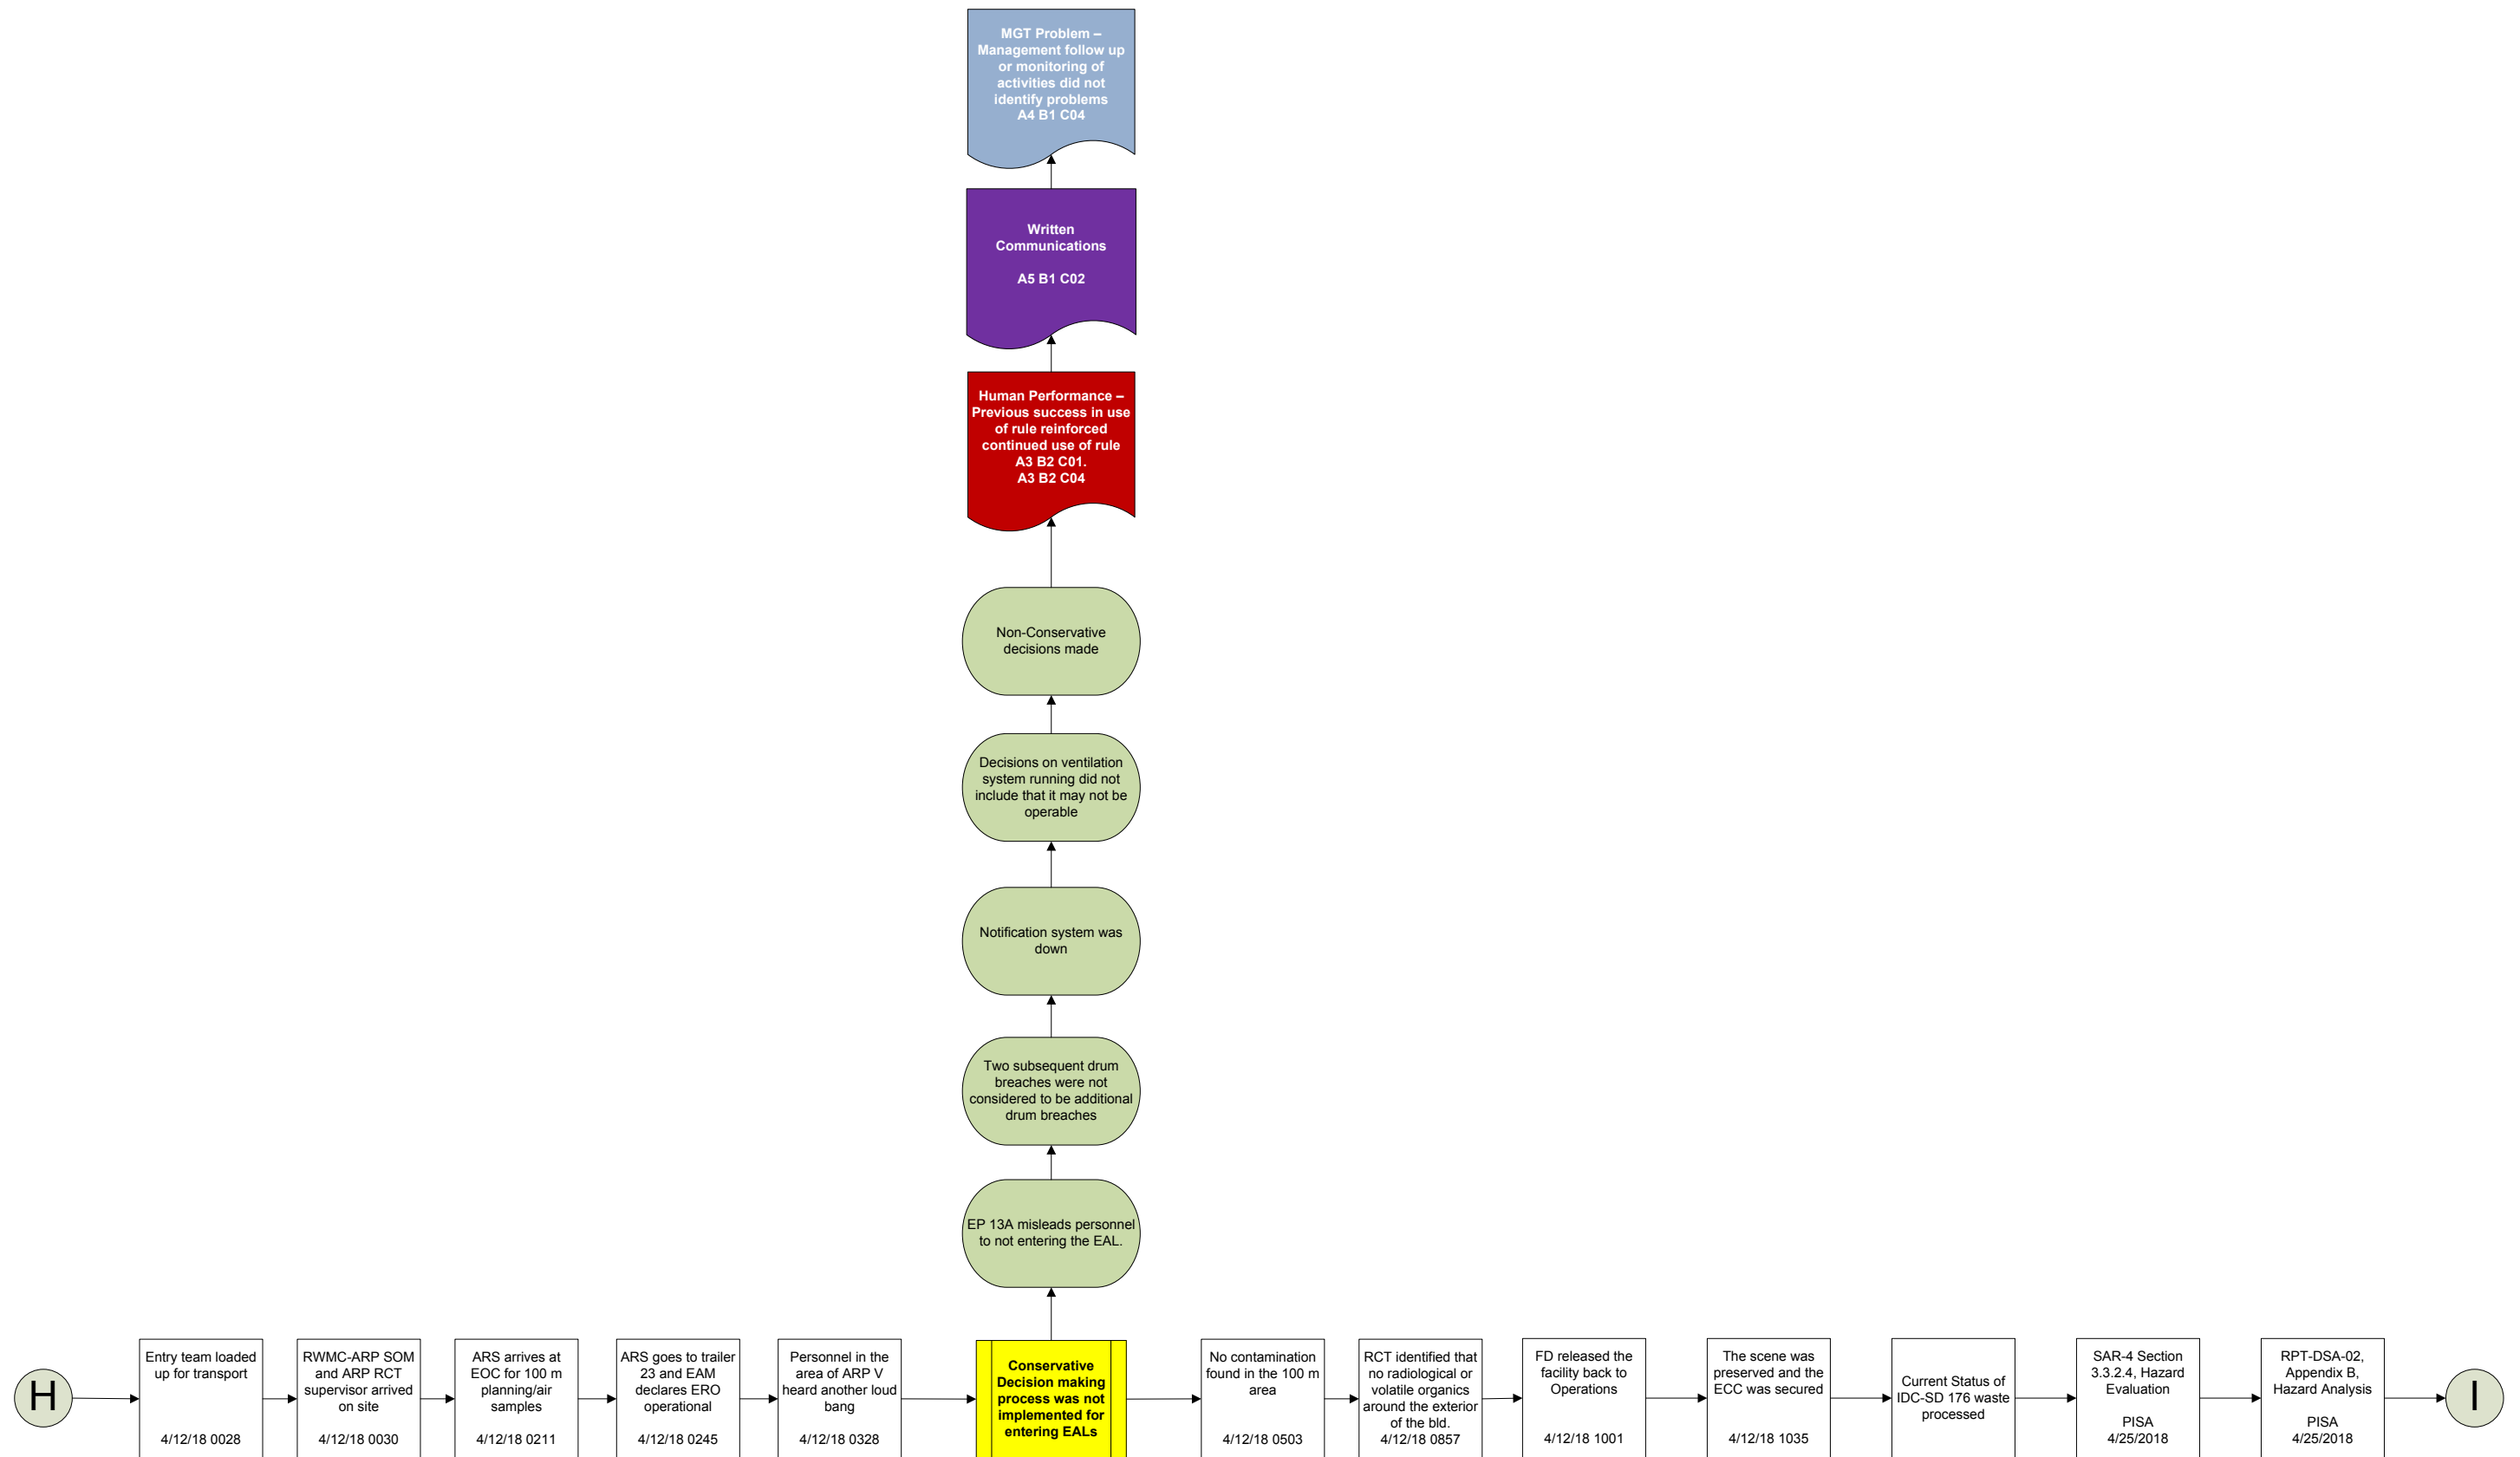 MGT Problem –
Management follow up
or monitoring of
activities did not
identify problems
A4 B1 C04
Written
Communications
A5 B1 C02
Human Performance –
Previous success in use
of rule reinforced
continued use of rule
A3 B2 C01.
A3 B2 C04
Non-Conservative
decisions made
Decisions on ventilation
system running did not
include that it may not be
operable
Notification system was
down
Two subsequent drum
breaches were not
considered to be additional
drum breaches
EP 13A misleads personnel
to not entering the EAL.
H
Entry team loaded
up for transport
4/12/18 0028
RWMC-ARP SOM
and ARP RCT
supervisor arrived
on site
4/12/18 0030
ARS arrives at
EOC for 100 m
planning/air
samples
4/12/18 0211
ARS goes to trailer
23 and EAM
declares ERO
operational
4/12/18 0245
Personnel in the
area of ARP V
heard another loud
bang
4/12/18 0328
Conservative
Decision making
process was not
implemented for
entering EALs
No contamination
found in the 100 m
area
4/12/18 0503
RCT identified that
no radiological or
volatile organics
around the exterior
of the bld.
4/12/18 0857
FD released the
facility back to
Operations
4/12/18 1001
The scene was
preserved and the
ECC was secured
4/12/18 1035
Current Status of
IDC-SD 176 waste
processed
SAR-4 Section
3.3.2.4, Hazard
Evaluation
PISA
4/25/2018
RPT-DSA-02,
Appendix B,
Hazard Analysis
PISA
4/25/2018
I